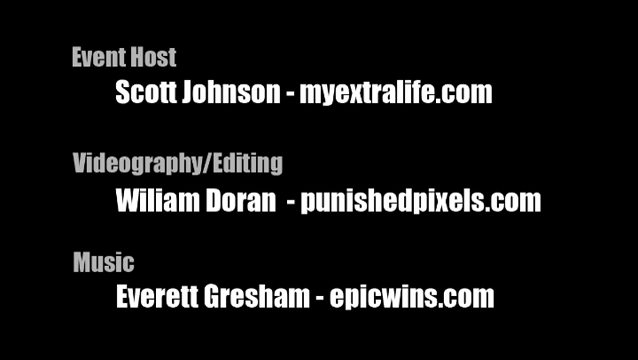 Event Host
Scott Johnson - myextralife.com
Videography/Editing
Wiliam Doran - punishedpixels.com
Music
Everett Gresham - epicwins.com